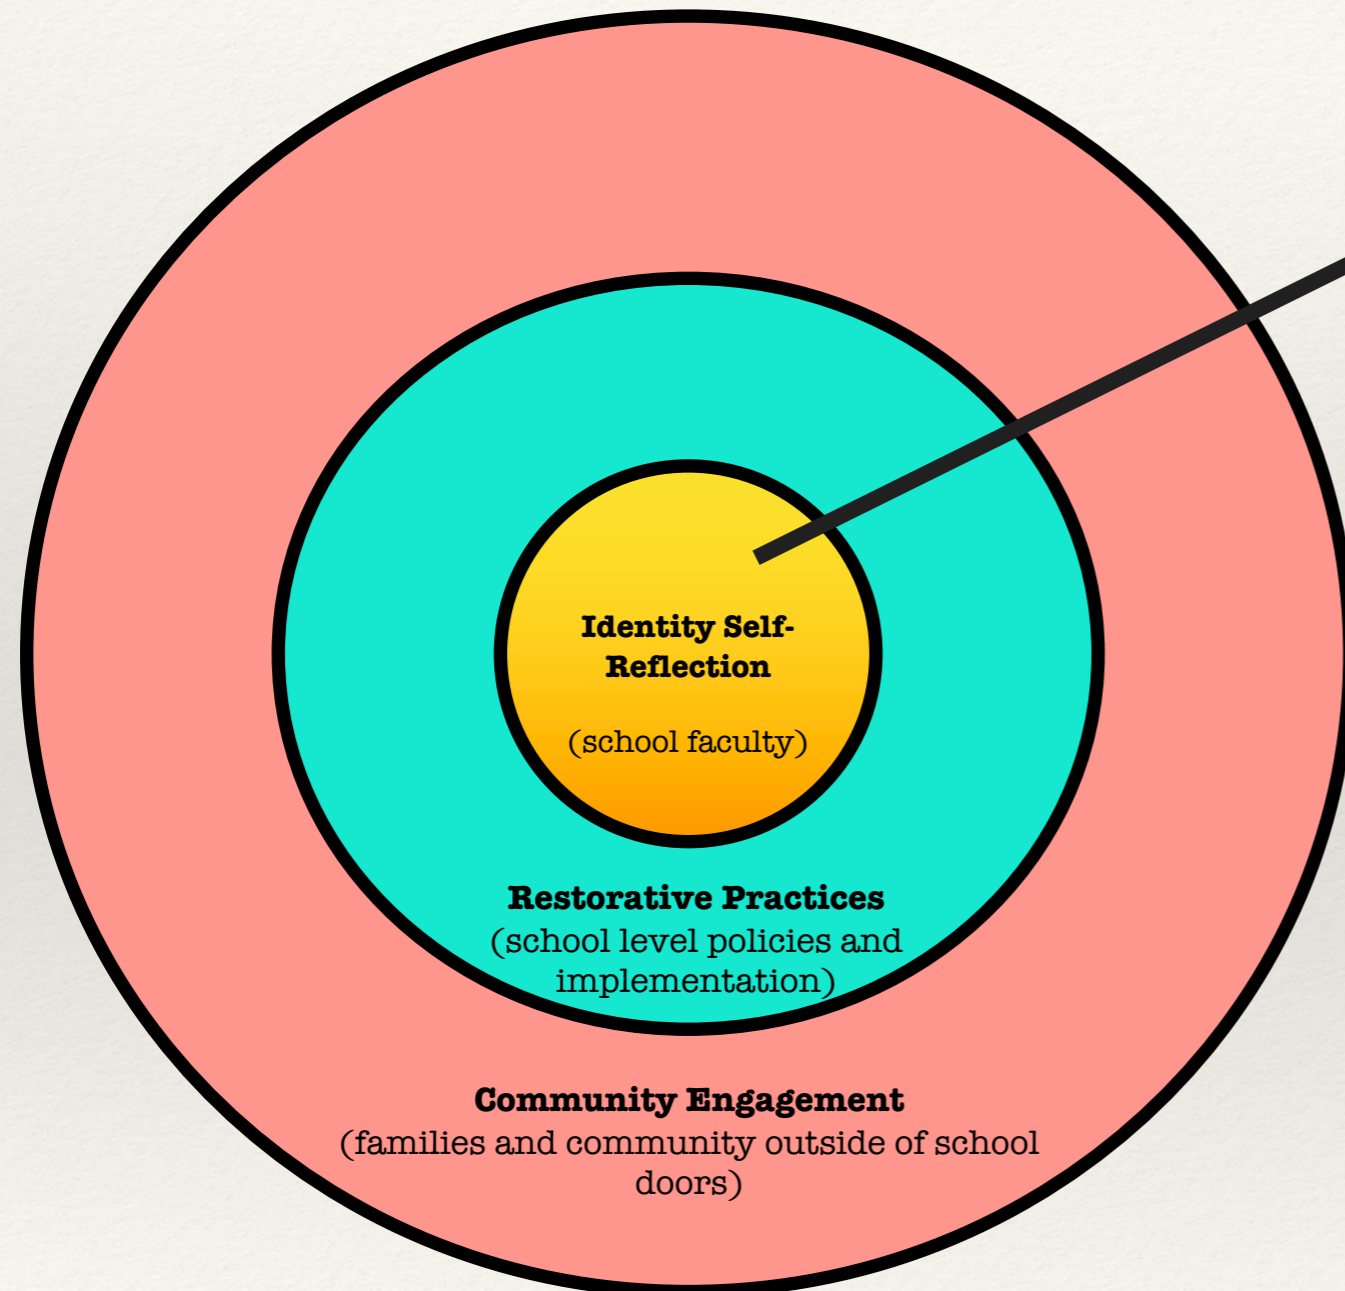 Identity Self-
Reflection
(school faculty)
Restorative Practices
(school level policies and
implementation)
Community Engagement
(families and community outside of school
doors)